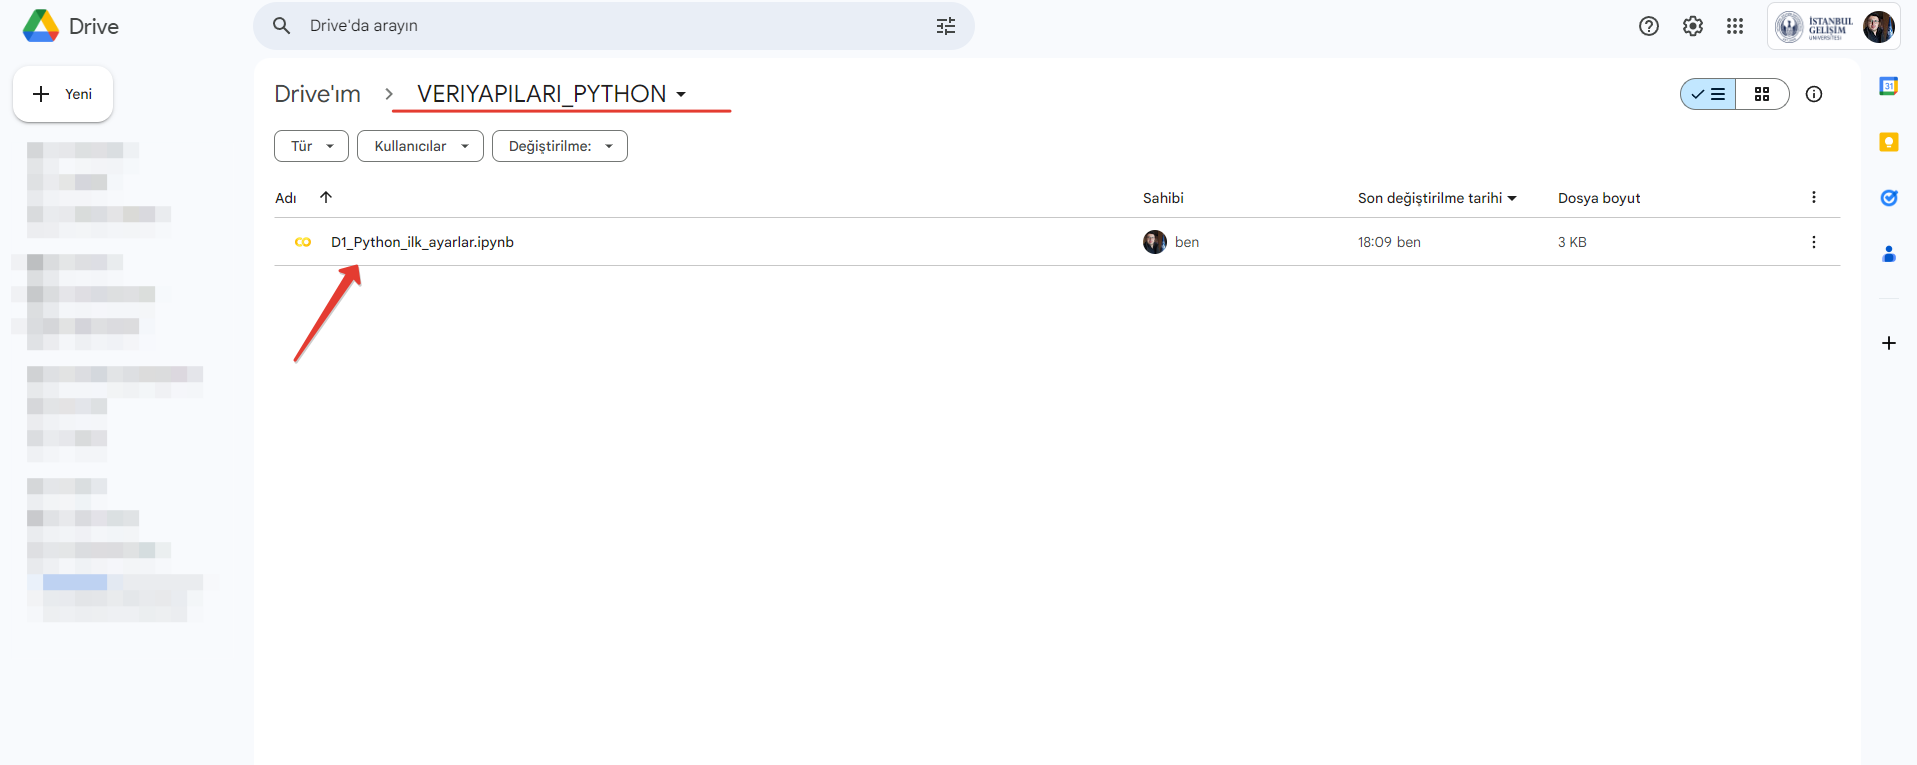 Drive
Drive'da arayın
İSTANBUL
GELİŞİM
ÜNİVERSİTESİ
Yeni
Drive'ım > VERIYAPILARI_PYTHON
31
Tür
Kullanıcılar
Değiştirilme:
Adı
Sahibi
Son değiştirilme tarihi
Dosya boyut
D1_Python_ilk_ayarlar.ipynb
ben
18:09 ben
3 KB